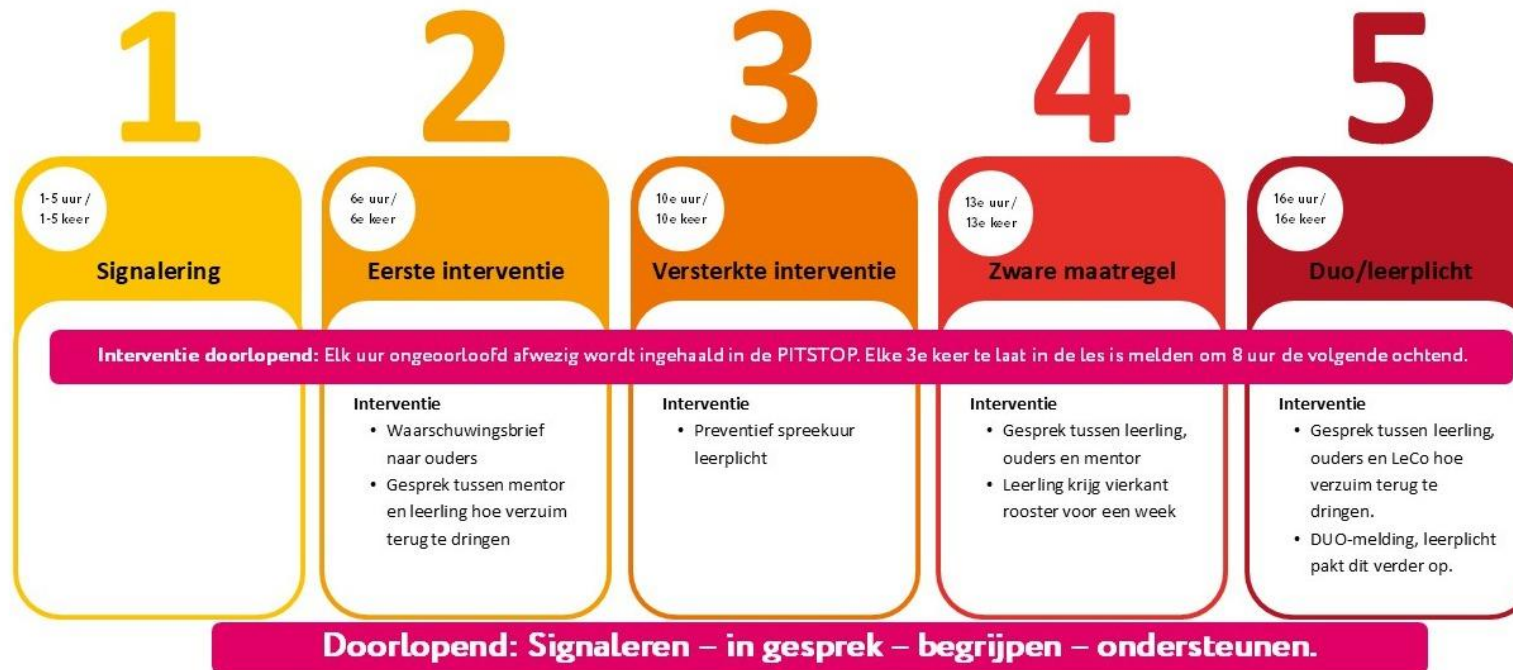 1
1-5 uur/
1-5 keer
Signalering
2
6e uur/
6e keer
Eerste interventie
3
10e uur/
10e keer
Versterkte interventie
4
13e uur/
13e keer
Zware maatregel
5
16e uur/
16e keer
Duo/leerplicht
Interventie doorlopend: Elk uur ongeoorloofd afwezig wordt ingehaald in de PITSTOP. Elke 3e keer te laat in de les is melden om 8 uur de volgende ochtend.
Interventie
• Waarschuwingsbrief
naar ouders
• Gesprek tussen mentor
en leerling hoe verzuim
terug te dringen
Interventie
• Preventief spreekuur
leerplicht
Interventie
• Gesprek tussen leerling,
ouders en mentor
• Leerling krijg vierkant
rooster voor een week
Interventie
• Gesprek tussen leerling,
ouders en LeCo hoe
verzuim terug te
dringen.
• DUO-melding, leerplicht
pakt dit verder op.
Doorlopend: Signaleren – in gesprek – begrijpen – ondersteunen.